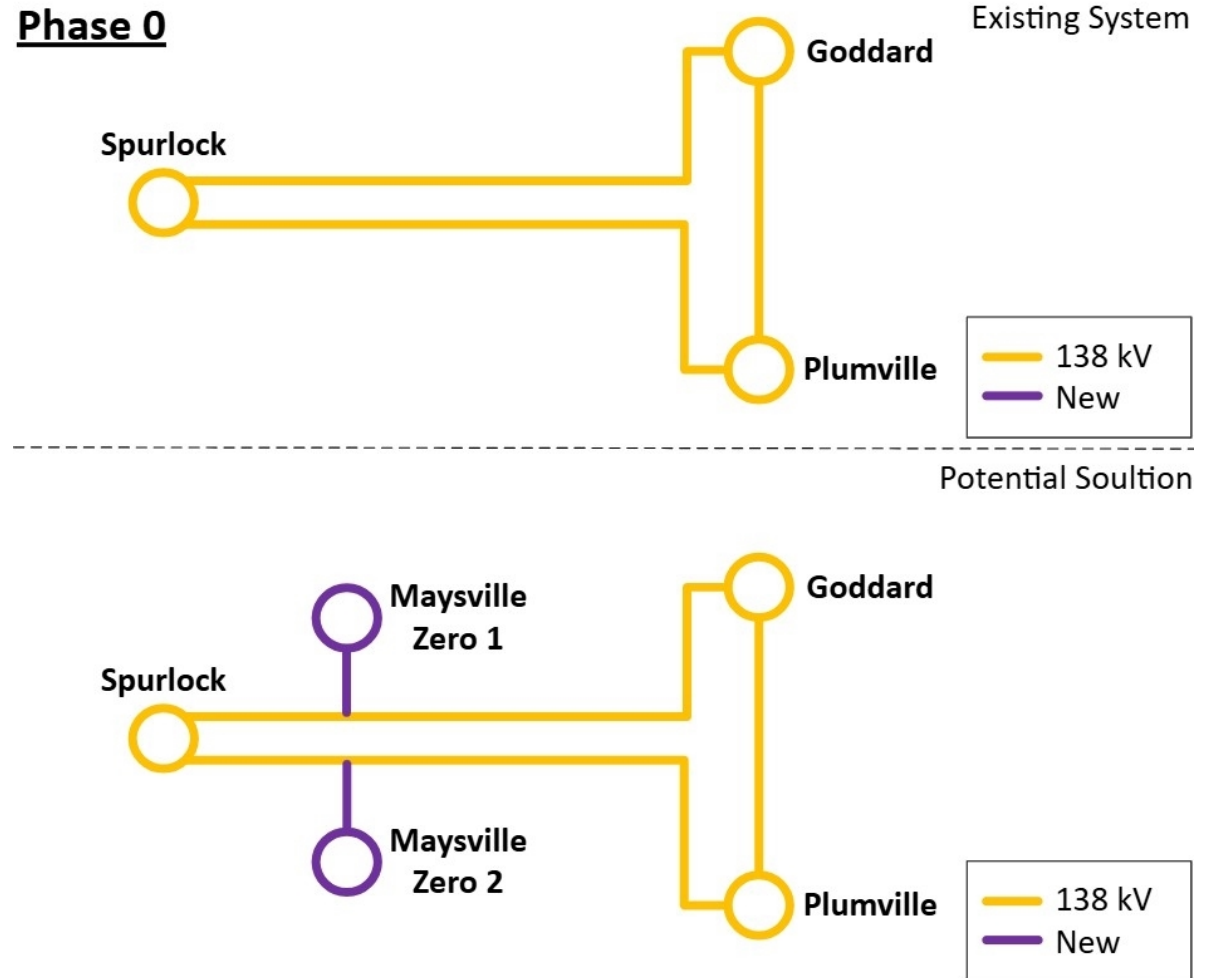 Phase 0
Existing System
Goddard
Spurlock
Plumville
138 kV
New
Potential Soultion
Maysville
Zero 1
Goddard
Spurlock
Maysville
Zero 2
Plumville
138 kV
New